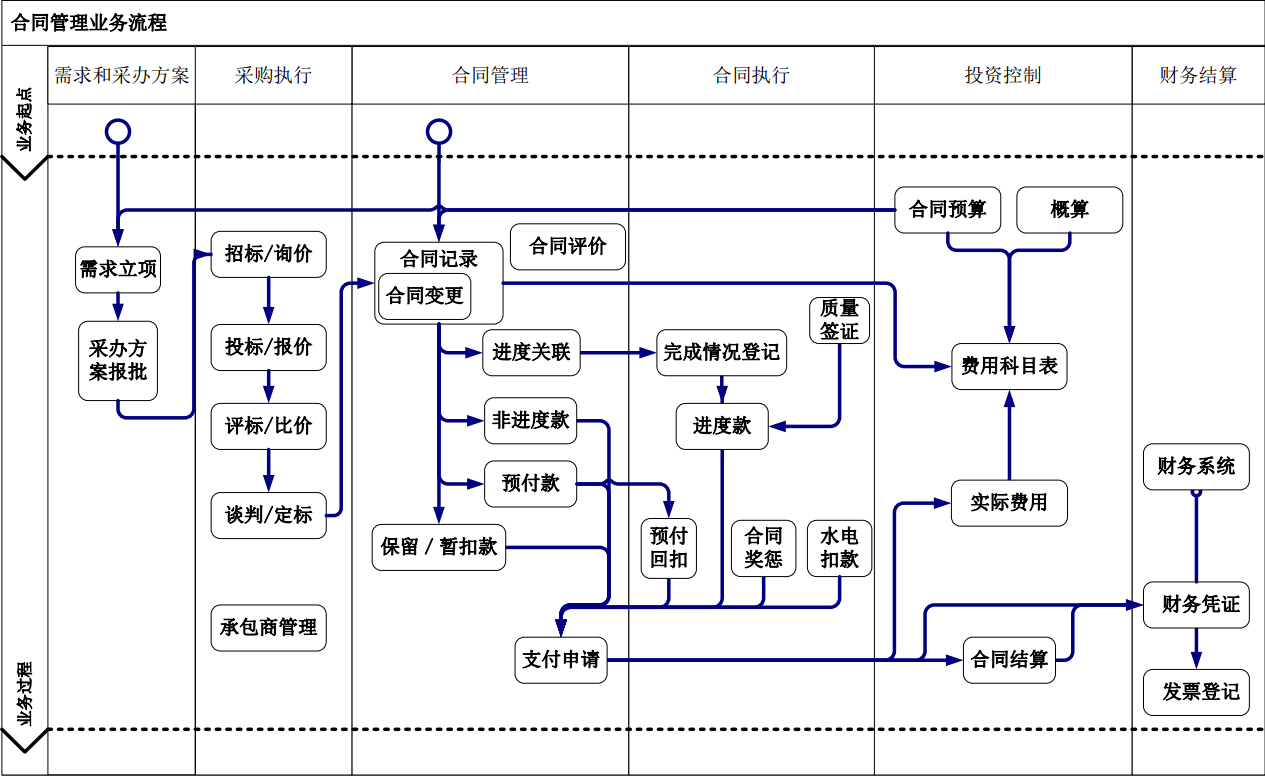 合同管理业务流程
需求和采办方案
采购执行
合同管理
合同执行
投资控制
财务结算
业务起点
合同预算
概算
合同评价
招标/询价
合同记录
需求立项
合同变更
质量
签证
投标/报价
采办方
案报批
进度关联
完成情况登记
费用科目表
评标/比价
非进度款
进度款
财务系统
预付款
实际费用
谈判/定标
保留 / 暂扣款
预付
回扣
合同
奖惩
水电
扣款
财务凭证
承包商管理
支付申请
合同结算
发票登记
业务过程